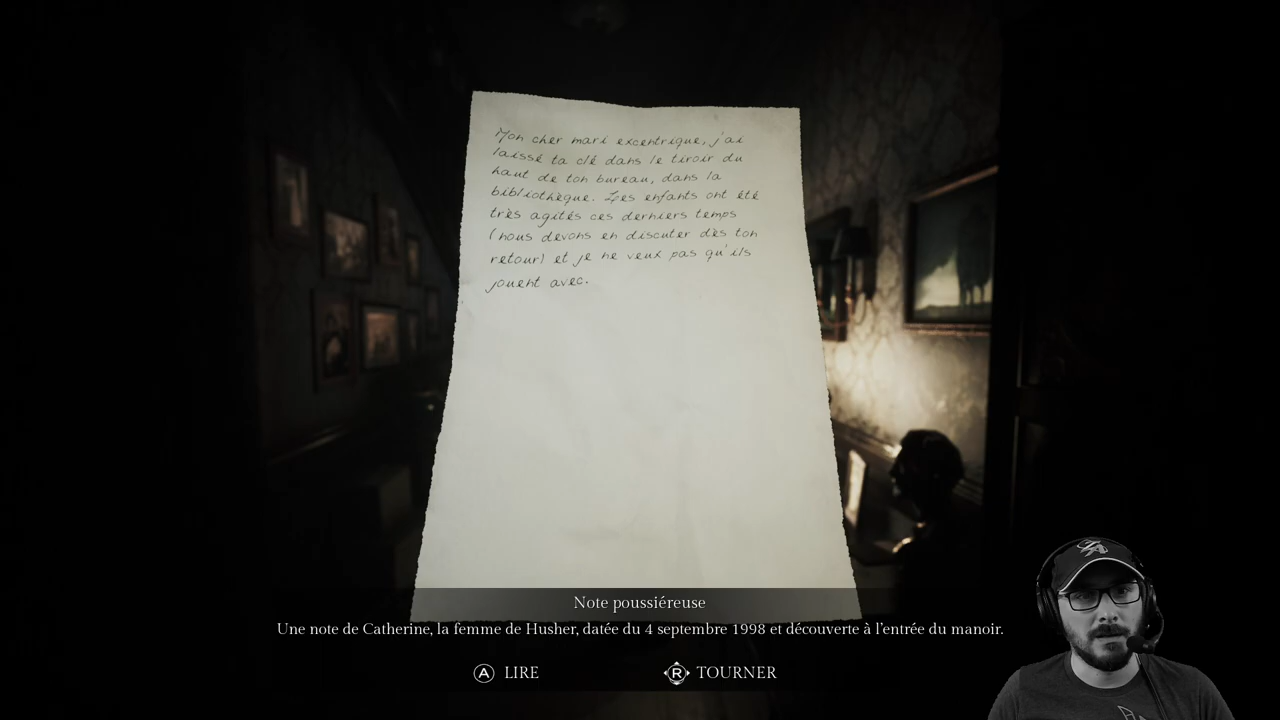 Mon cher mari excentrique, j'ai
laissé ta clé dans le tiroir du
haut de ton bureau, dans la
bibliothèque. Les enfants ont été
très agités ces derniers temps
(nous devons en discuter dès ton
retour) et je ne veux pas qu'ils
jouent avec.
Note poussiéreuse
Une note de Catherine, la femme de Husher, datée du 4 septembre 1998 et découverte à l'entrée du manoir.
A LIRE R TOURNER